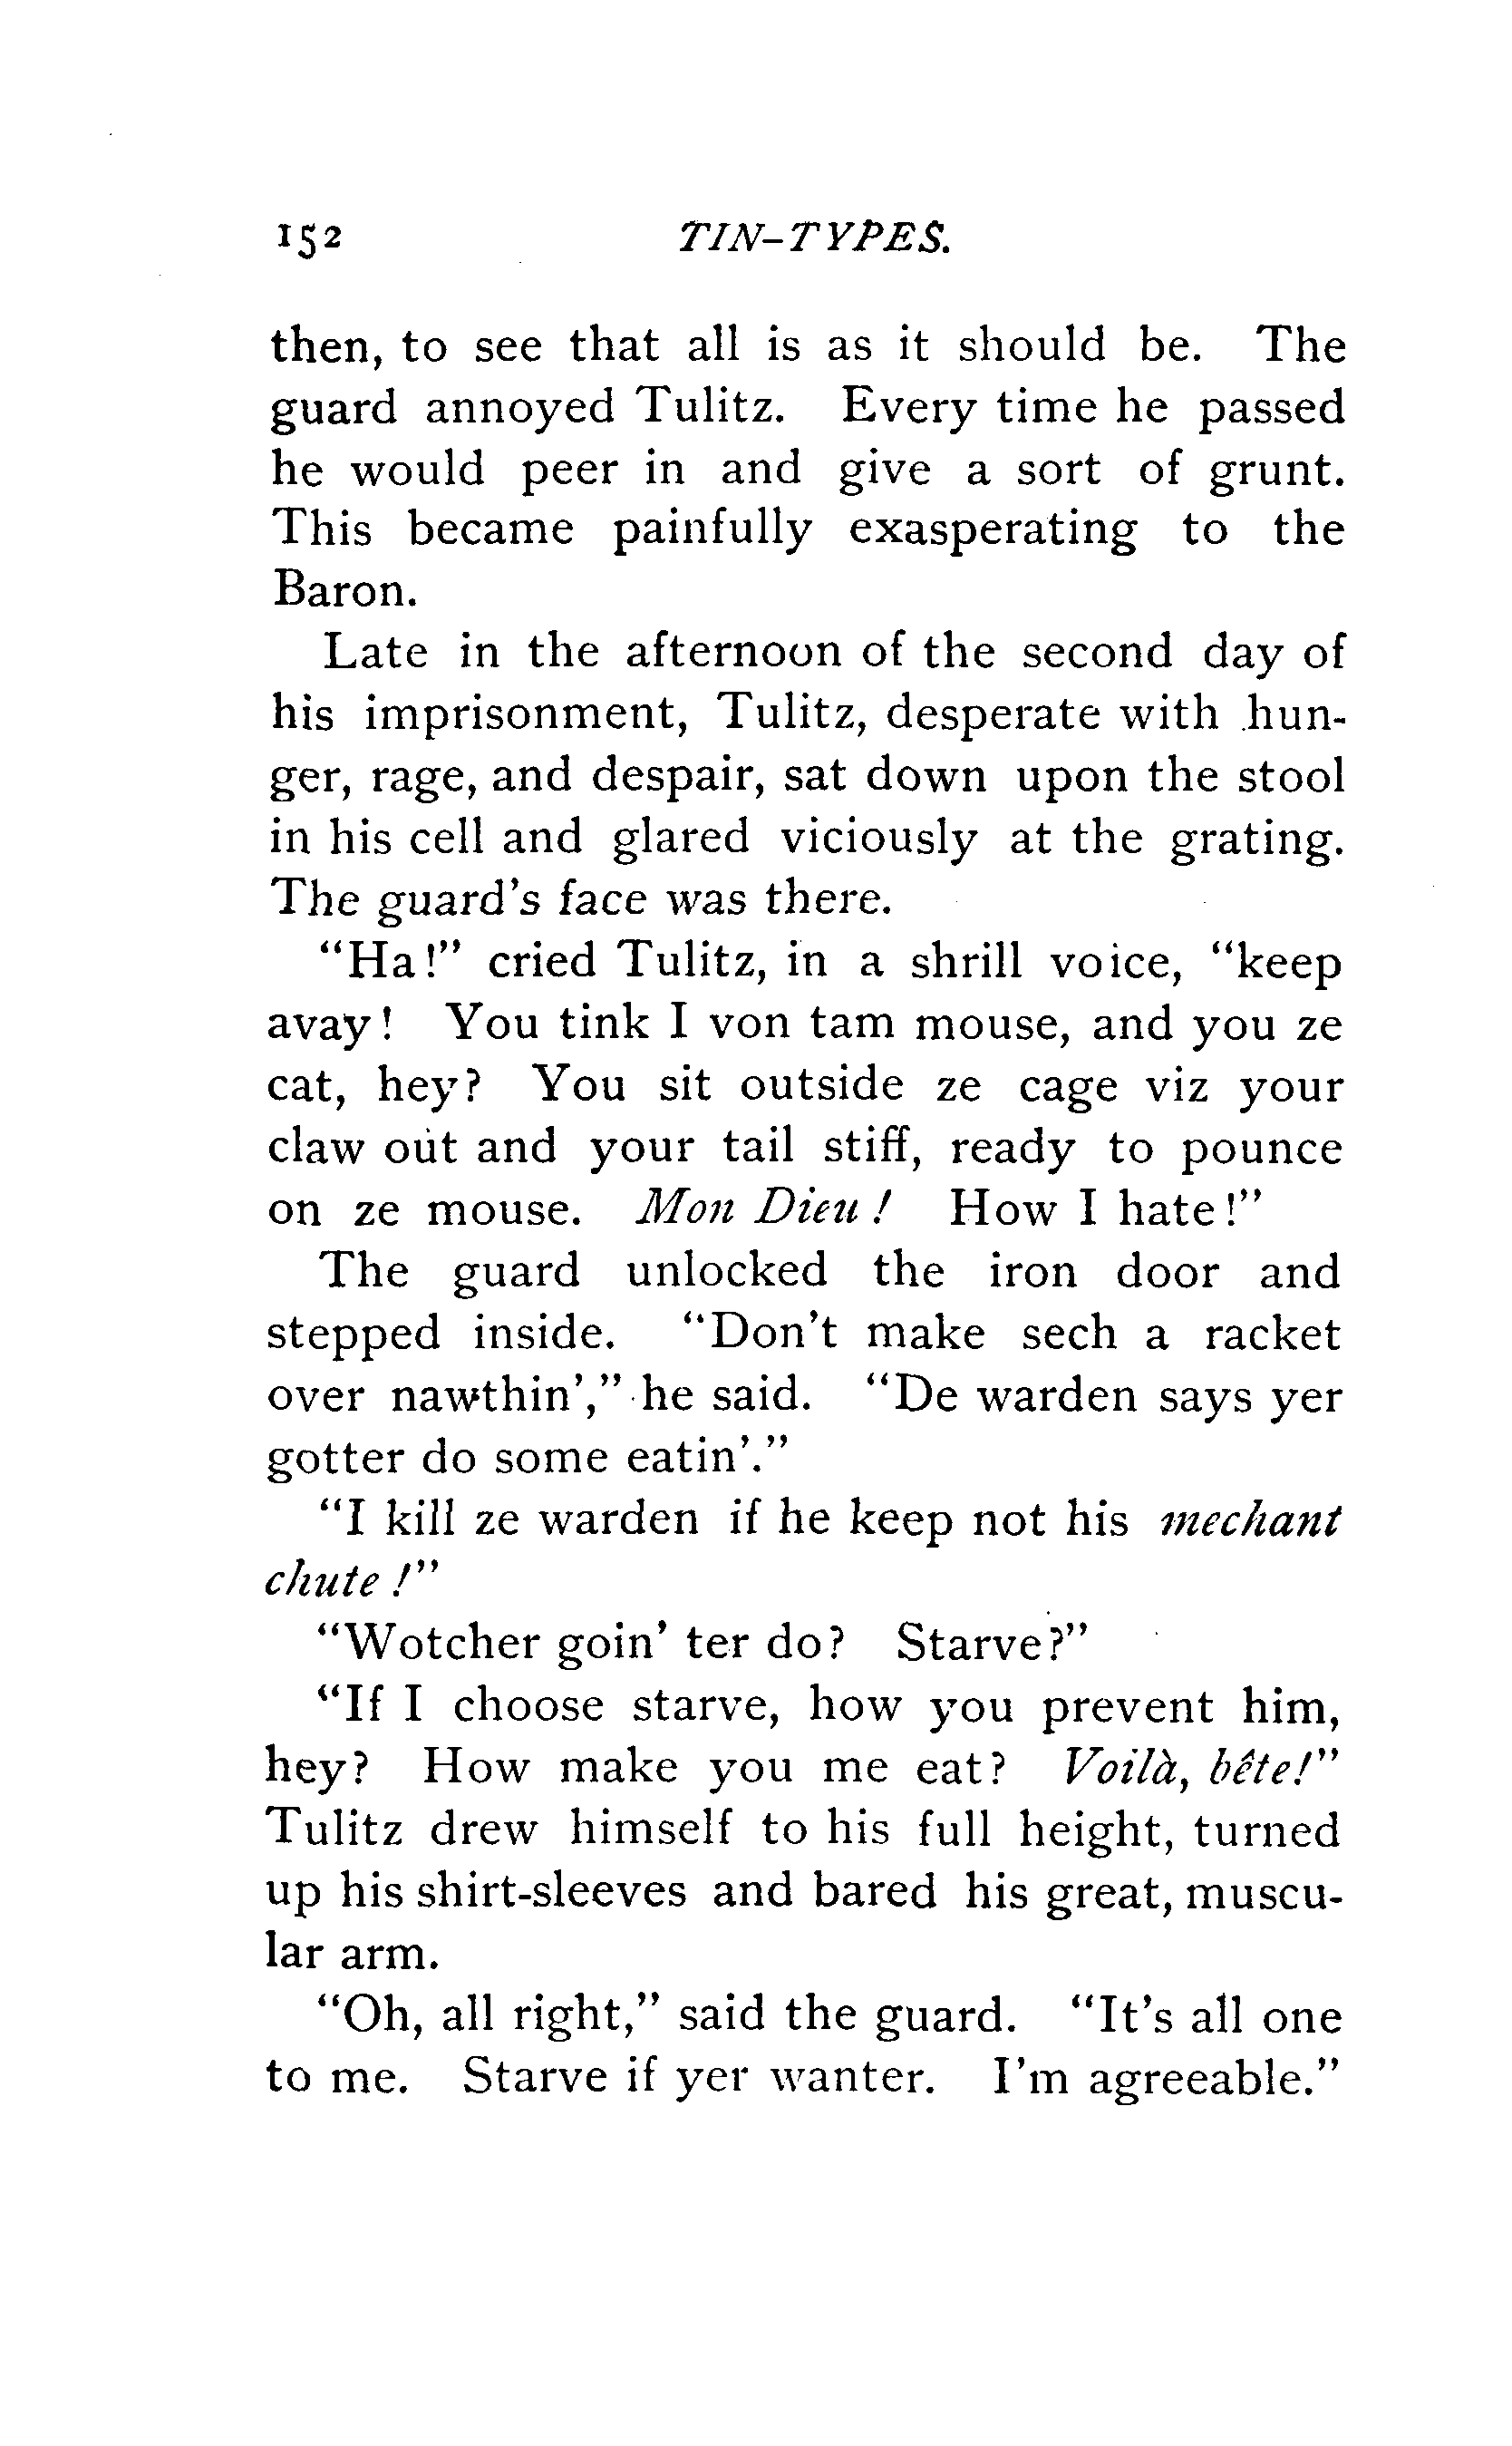 152 TIN-TYPES.
then, to see that all is as it should be. The
guard annoyed Tulitz. Every time he passed
he would peer in and give a sort of grunt.
This became painfully exasperating to the
Baron.
Late in the afternoon of the second day of
his imprisonment, Tulitz, desperate with hun-
ger, rage, and despair, sat down upon the stool
in his cell and glared viciously at the grating.
The guard's face was there.
"Ha!" cried Tulitz, in a shrill voice, "keep
avay! You tink I von tam mouse, and you ze
cat, hey? You sit outside ze cage viz your
claw out and your tail stiff, ready to pounce
on ze mouse. Mon Dieu! How I hate!"
The guard unlocked the iron door and
stepped inside. "Don't make sech a racket
over nawthin'," he said. "De warden says yer
gotter do some eatin'."
"I kill ze warden if he keep not his mechant
chute!"
"Wotcher goin' ter do? Starve?"
"If I choose starve, how you prevent him,
hey? How make you me eat? Voilà, bête!"
Tulitz drew himself to his full height, turned
up his shirt-sleeves and bared his great, muscu-
lar arm.
"Oh, all right," said the guard. "It's all one
to me. Starve if yer wanter. I'm agreeable."